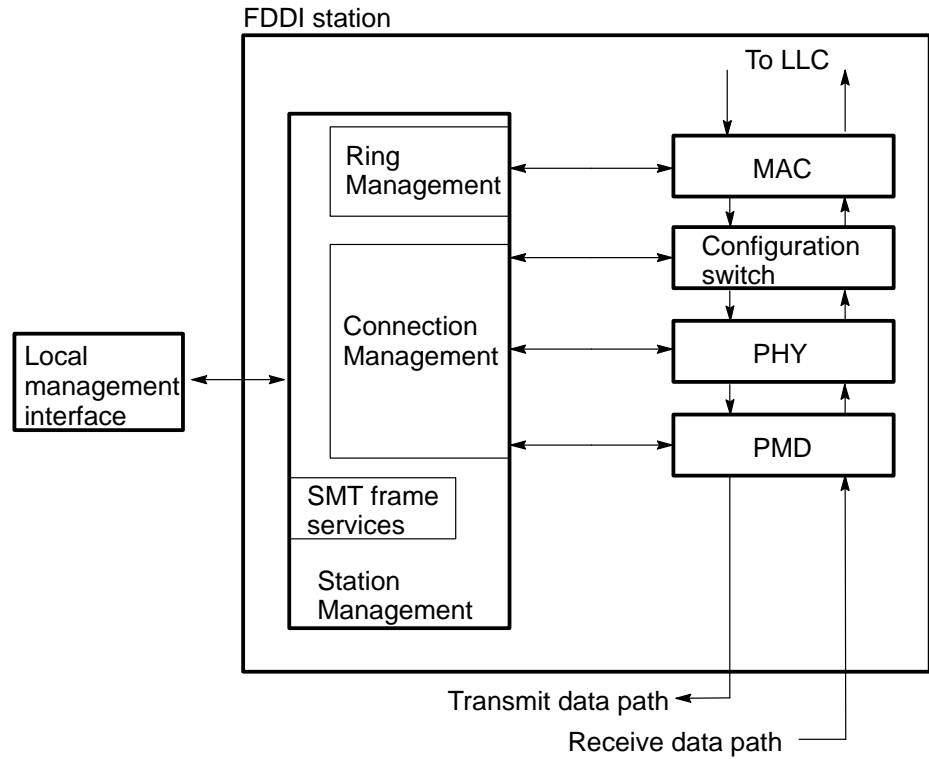 FDDI station
To LLC
Ring
Management
MAC
Configuration
switch
Connection
Management
PHY
Local
management
interface
PMD
SMT frame
services
Station
Management
Transmit data path
Receive data path